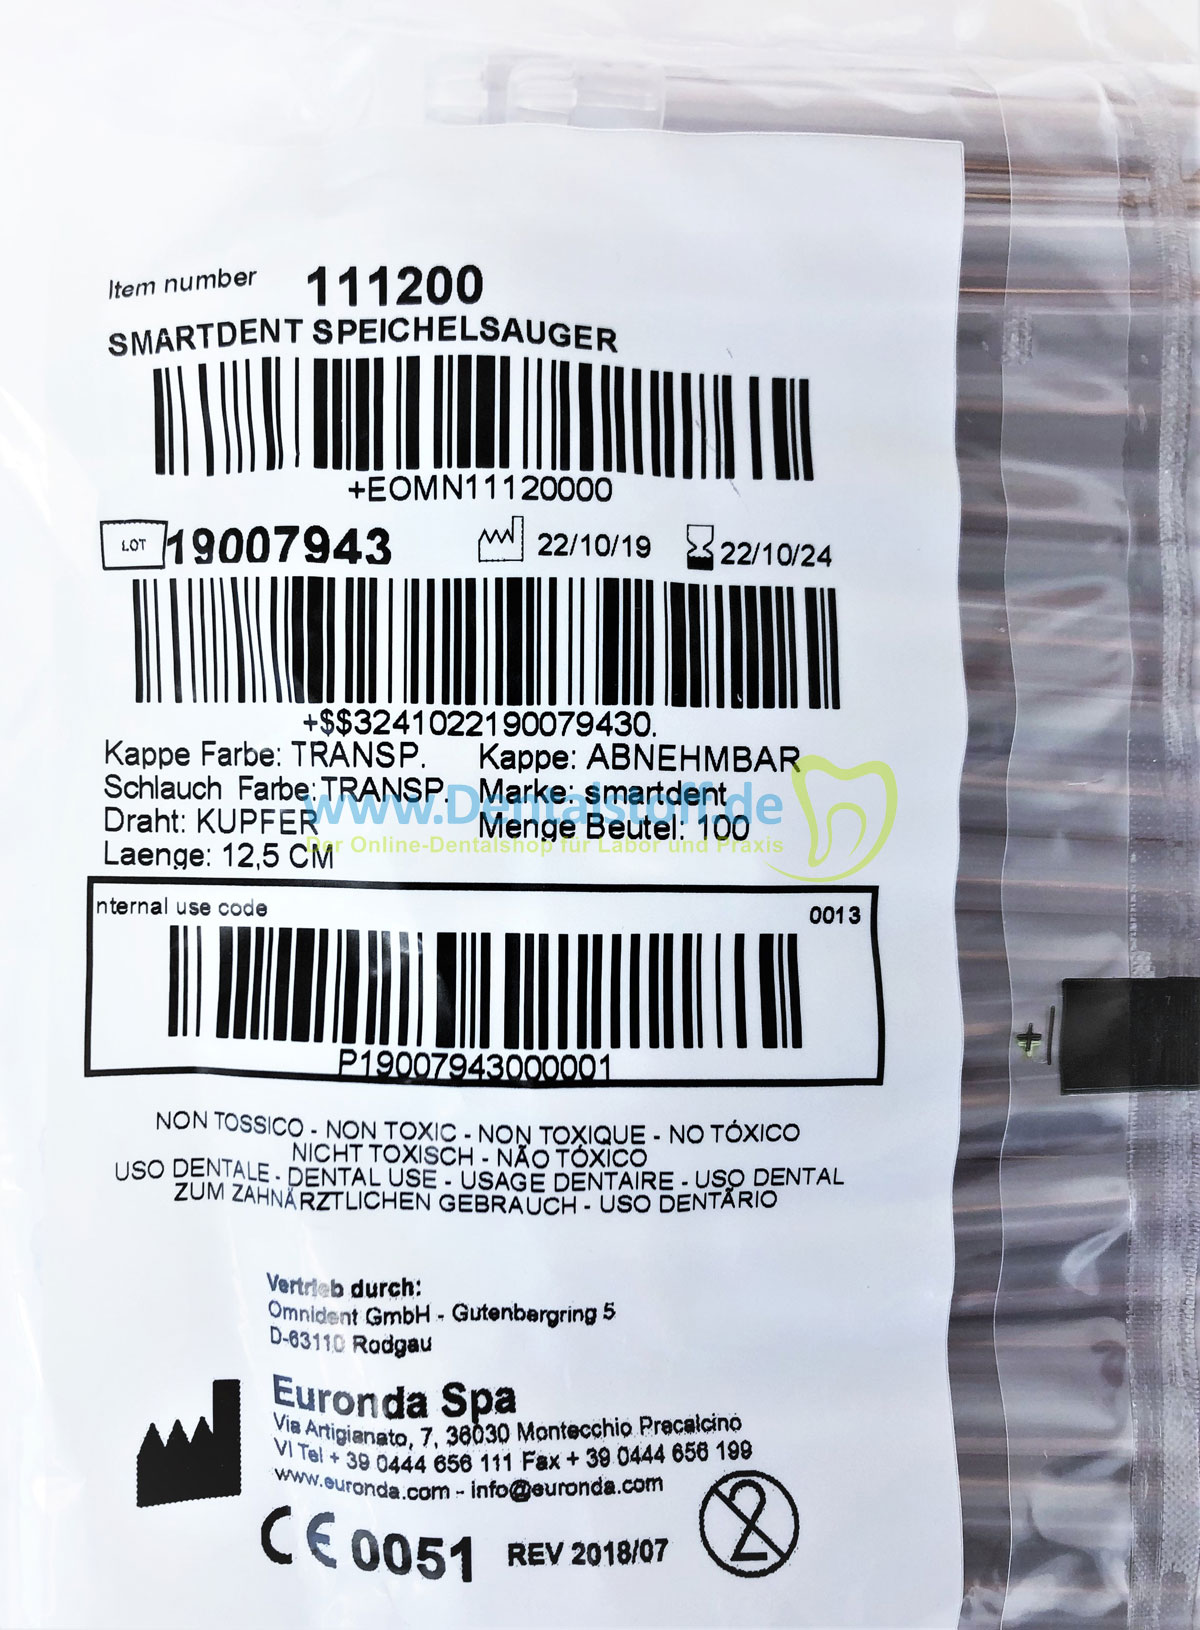 Item number 111200
SMARTDENT SPEICHELSAUGER
+EOMN11120000
LOT 19007943 22/10/19 22/10/24
+$$3241022190079430.
Kappe Farbe: TRANSP. Kappe: ABNEHMBAR
Schlauch Farbe: TRANSP. Marke: smartdent
www.Dentalstoff.de
Draht: KUPFER Menge Beutel: 100
Der Online-Dentalshop für Labor und Praxis
Laenge: 12,5 CM
nternal use code 0013
P19007943000001
NON TOSSICO - NON TOXIC - NON TOXIQUE - NO TÓXICO
NICHT TOXISCH - NÃO TÓXICO
USO DENTALE - DENTAL USE - USAGE DENTAIRE - USO DENTAL
ZUM ZAHNÄRZTLICHEN GEBRAUCH - USO DENTÃRIO
Vertrieb durch:
Omnident GmbH - Gutenbergring 5
D-63110 Rodgau
Euronda Spa
Via Artigianato, 7, 36030 Montecchio Precalcino
VI Tel + 39 0444 656 111 Fax + 39 0444 656 199
www.euronda.com - info@euronda.com
CE 0051 REV 2018/07 2